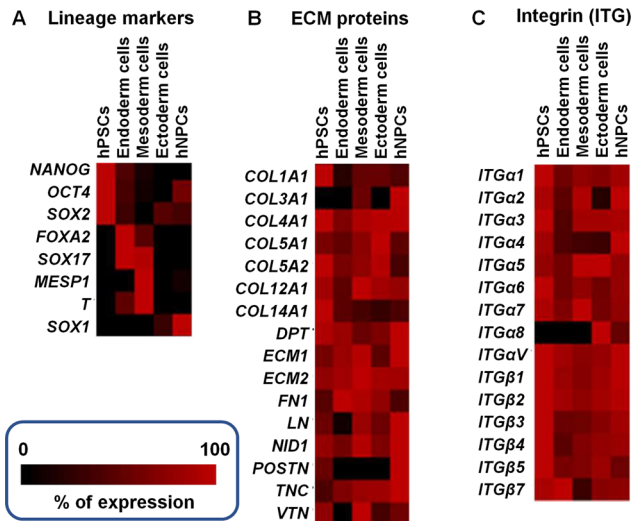 A Lineage markers
hPSCs
Endoderm cells
Mesoderm cells
Ectoderm cells
hNPCs
NANOG
OCT4
SOX2
FOXA2
SOX17
MESP1
T
SOX1
0 100
% of expression
B ECM proteins
hPSCs
Endoderm cells
Mesoderm cells
Ectoderm cells
hNPCs
COL1A1
COL3A1
COL4A1
COL5A1
COL5A2
COL12A1
COL14A1
DPT
ECM1
ECM2
FN1
LN
NID1
POSTN
TNC
VTN
C Integrin (ITG)
hPSCs
Endoderm cells
Mesoderm cells
Ectoderm cells
hNPCs
ITGα1
ITGα2
ITGα3
ITGα4
ITGα5
ITGα6
ITGα7
ITGα8
ITGαV
ITGβ1
ITGβ2
ITGβ3
ITGβ4
ITGβ5
ITGβ7